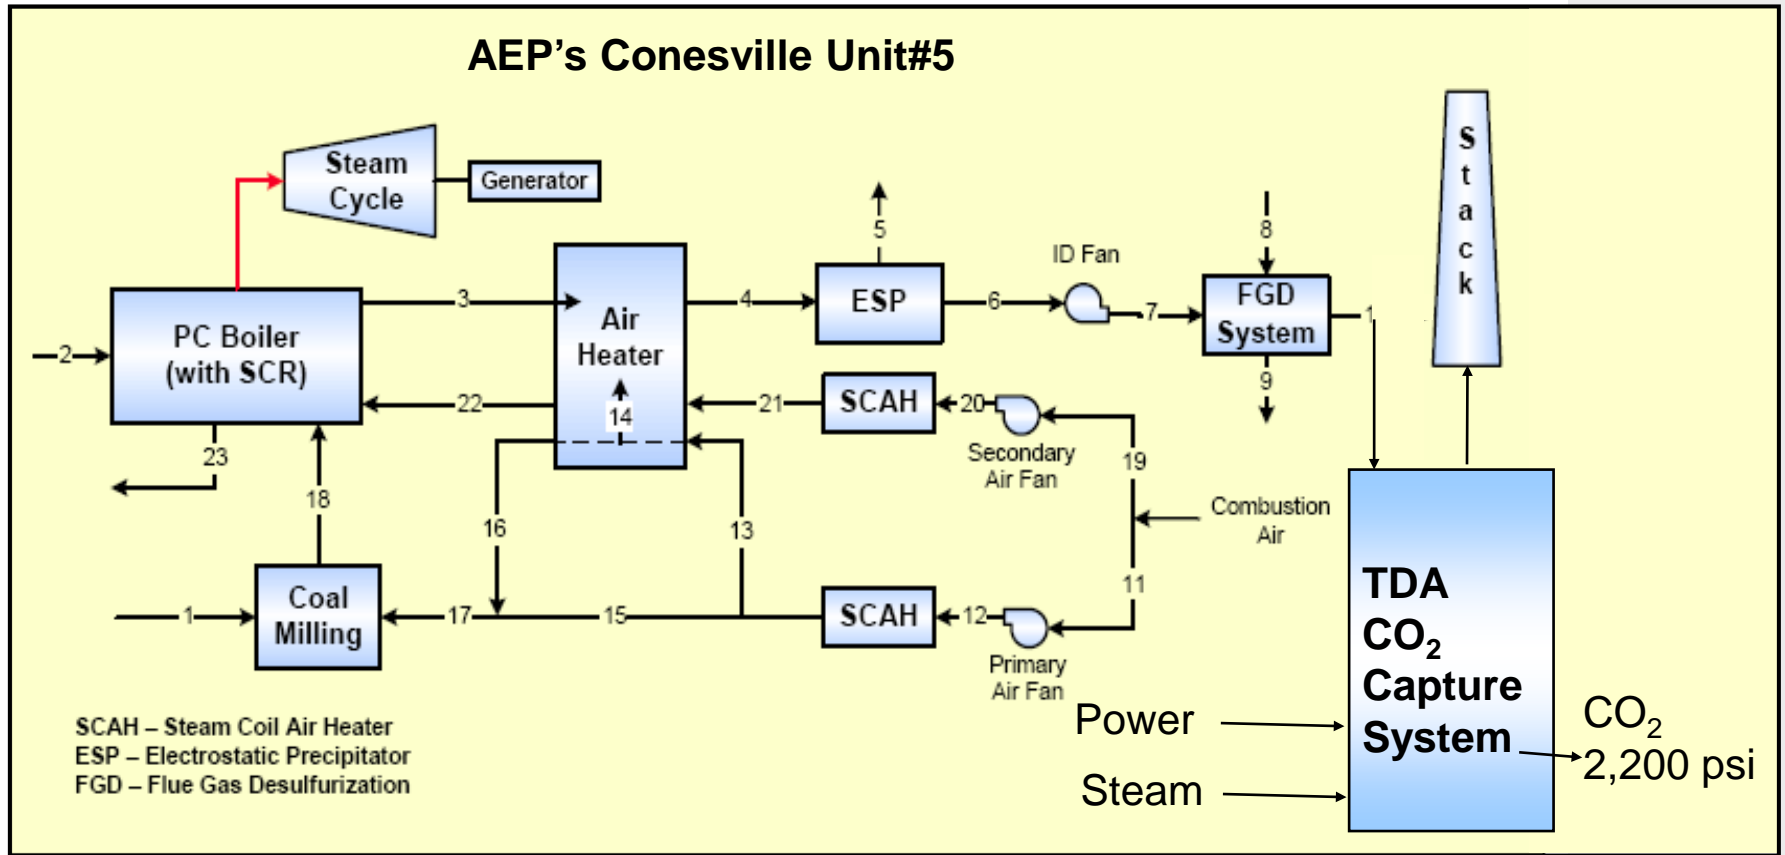 AEP's Conesville Unit#5
Steam
Cycle
Generator
S
t
a
c
k
5
8
ID Fan
PC Boiler
(with SCR)
2
3
Air
Heater
4
ESP
6
7
FGD
System
1
9
22
14
21
SCAH
20
Secondary
Air Fan
19
23
18
16
13
Combustion
Air
11
1
Coal
Milling
17
15
SCAH
12
Primary
Air Fan
TDA
CO₂
Capture
System
Power
Steam
CO₂
2,200 psi
SCAH – Steam Coil Air Heater
ESP – Electrostatic Precipitator
FGD – Flue Gas Desulfurization